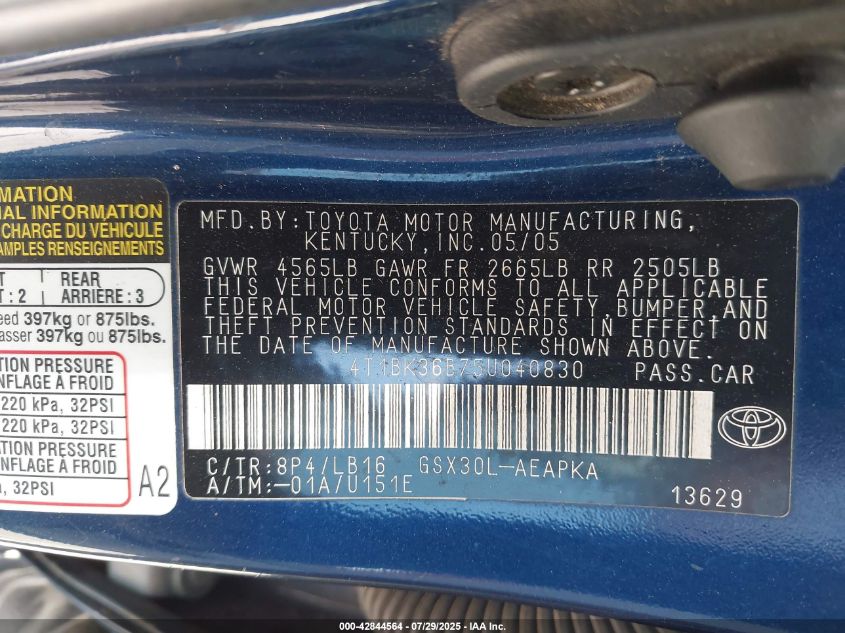 MATION
AL INFORMATION
CHARGE DU VÉHICULE
AMPLES RENSEIGNEMENTS
REAR
: 2 ARRIERE : 3
eed 397kg or 875lbs.
asser 397kg ou 875lbs.
TION PRESSURE
NFLAGE À FROID
220 kPa, 32PSI
220 kPa, 32PSI
TION PRESSURE
NFLAGE À FROID
a, 32PSI
A2
MFD.BY:TOYOTA MOTOR MANUFACTURING,
KENTUCKY,INC.05/05
GVWR 4565LB GAWR FR 2665LB RR 2505LB
THIS VEHICLE CONFORMS TO ALL APPLICABLE
FEDERAL MOTOR VEHICLE SAFETY,BUMPER,AND
THEFT PREVENTION STANDARDS IN EFFECT ON
THE DATE OF MANUFACTURE SHOWN ABOVE.
4T1BK36B75U040830 PASS.CAR
C/TR:8P4/LB16 GSX30L-AEAPKA
A/TM:-01A/U151E
13629
000-42844564 | 07/29/2025 | IAA Inc.